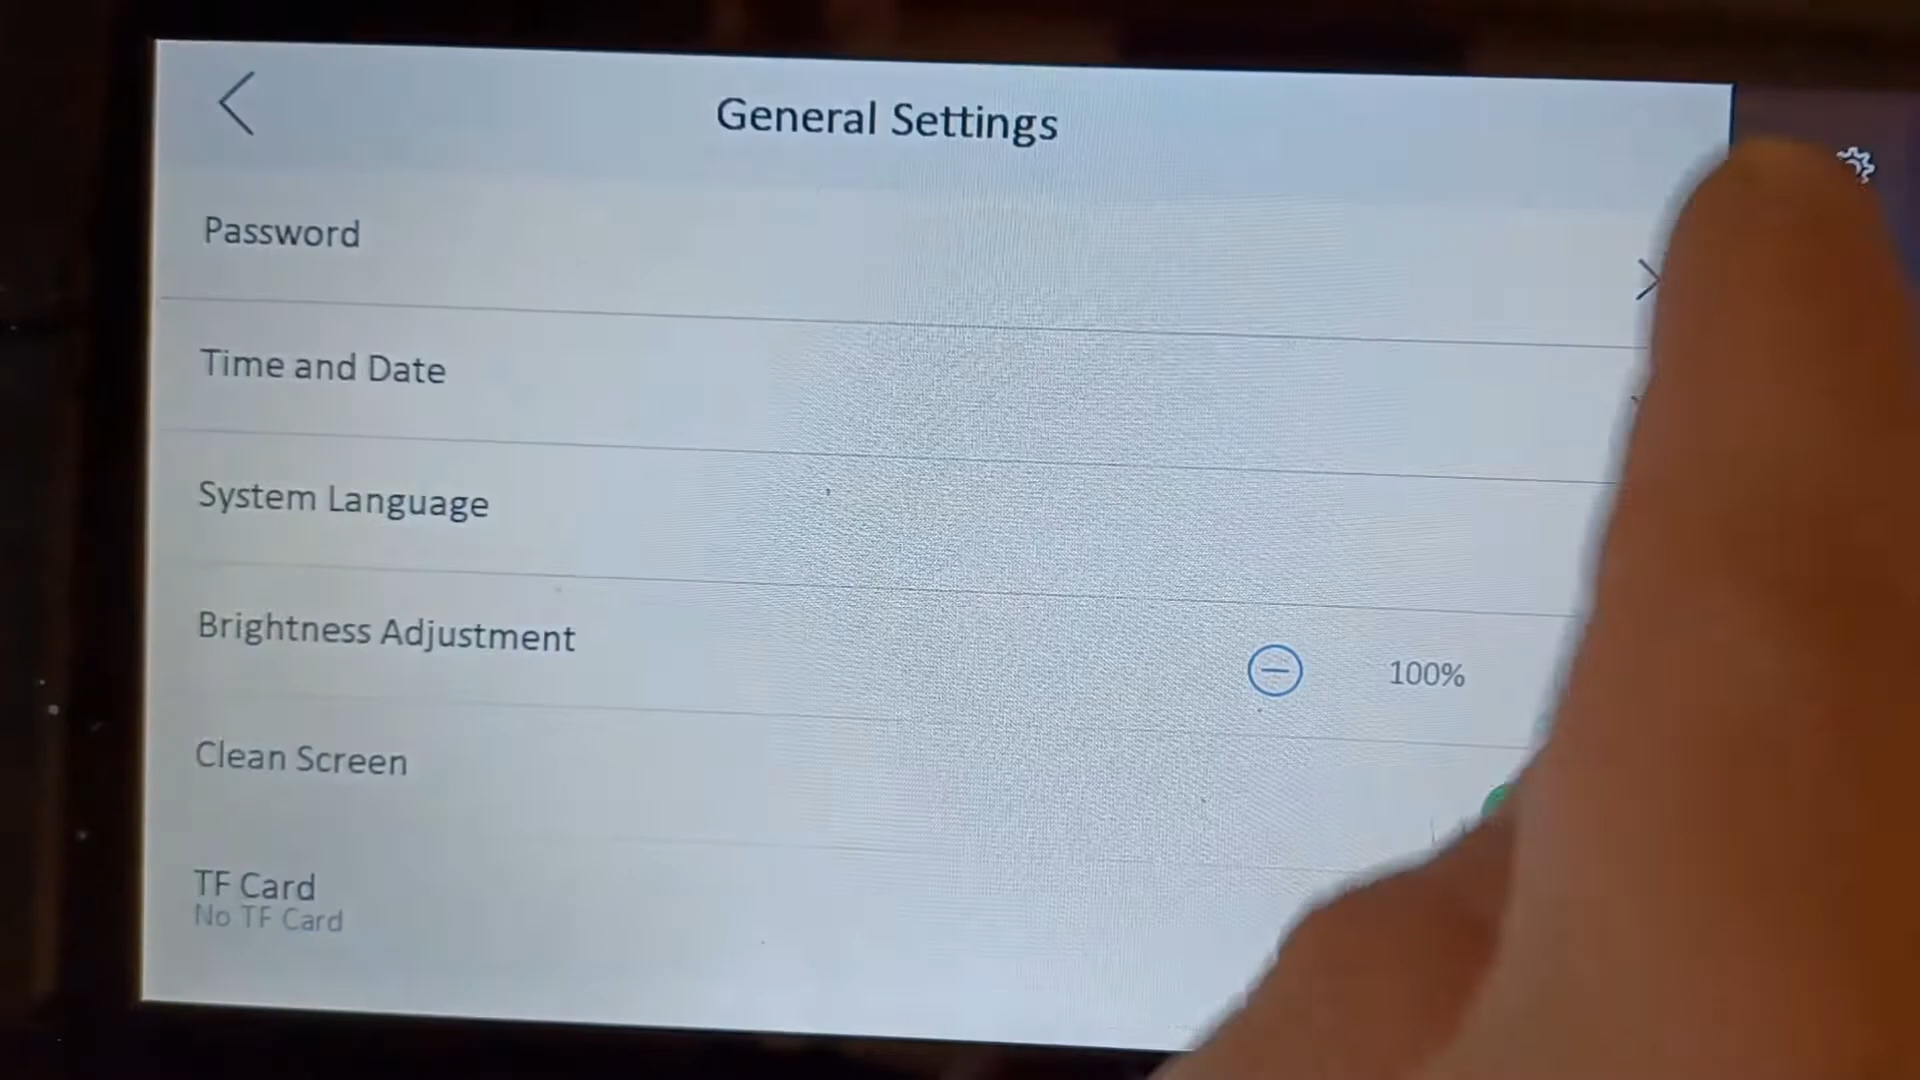 General Settings
Password
Time and Date
System Language
Brightness Adjustment
100%
Clean Screen
TF Card
No TF Card